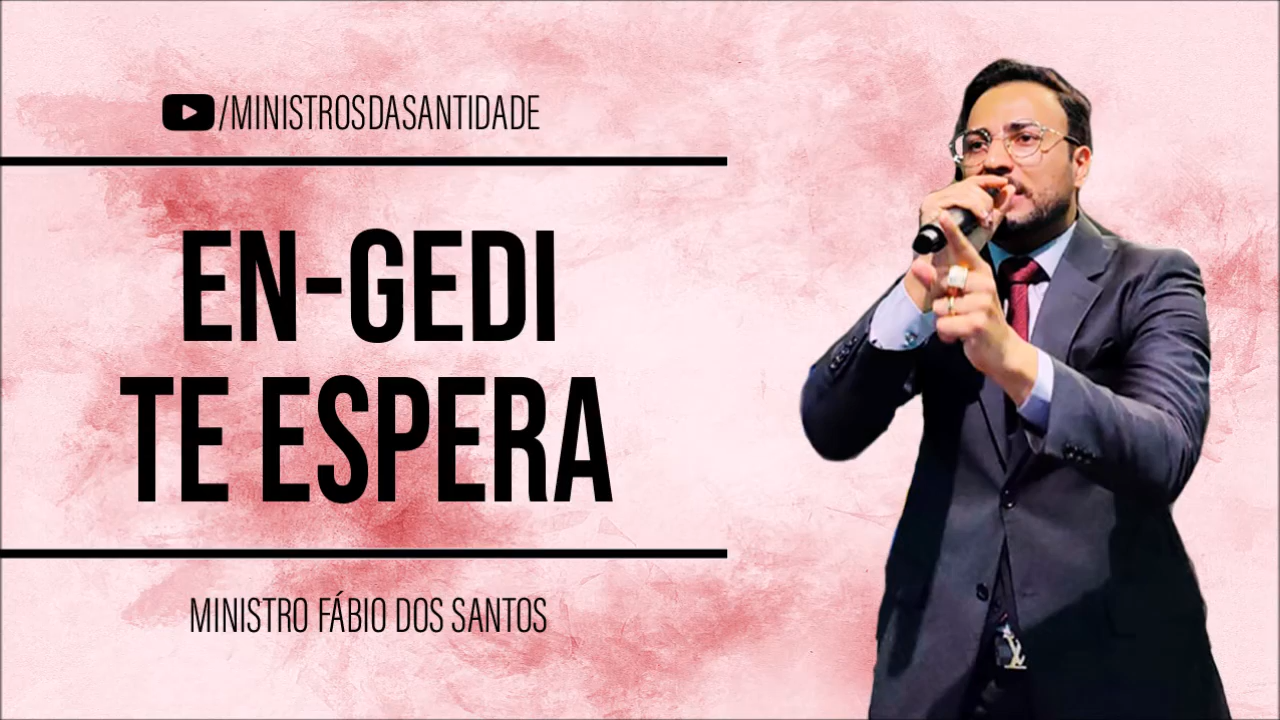 /MINISTROSDASANTIDADE
EN-GEDI
TE ESPERA
MINISTRO FÁBIO DOS SANTOS